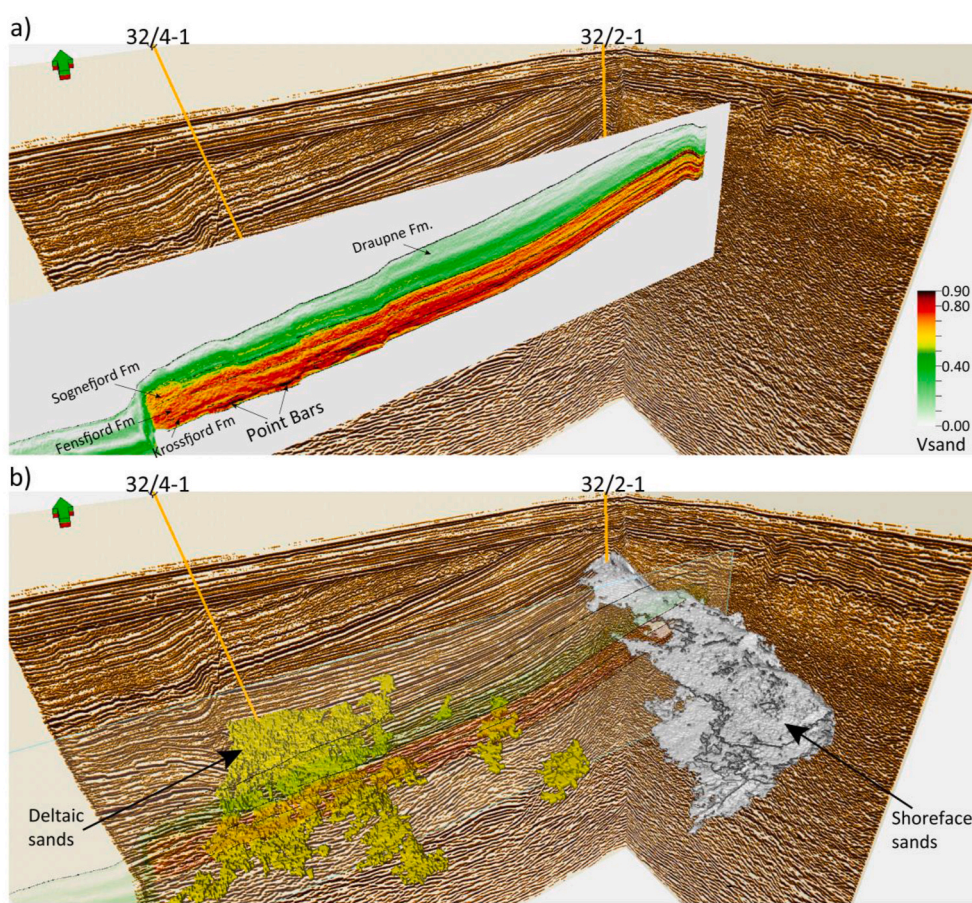 a)
32/4-1
32/2-1
Draupne Fm.
Sognefjord Fm
Fensfjord Fm
Krossfjord Fm
Point Bars
0.90
0.80
0.40
0.00
Vsand
b)
32/4-1
32/2-1
Deltaic
sands
Shoreface
sands